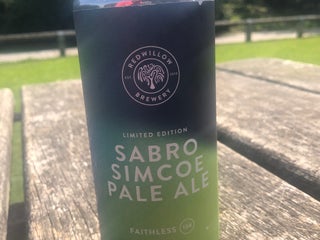 REDWILLOW
BREWERY
LIMITED EDITION
SABRO
SIMCOE
PALE ALE
FAITHLESS